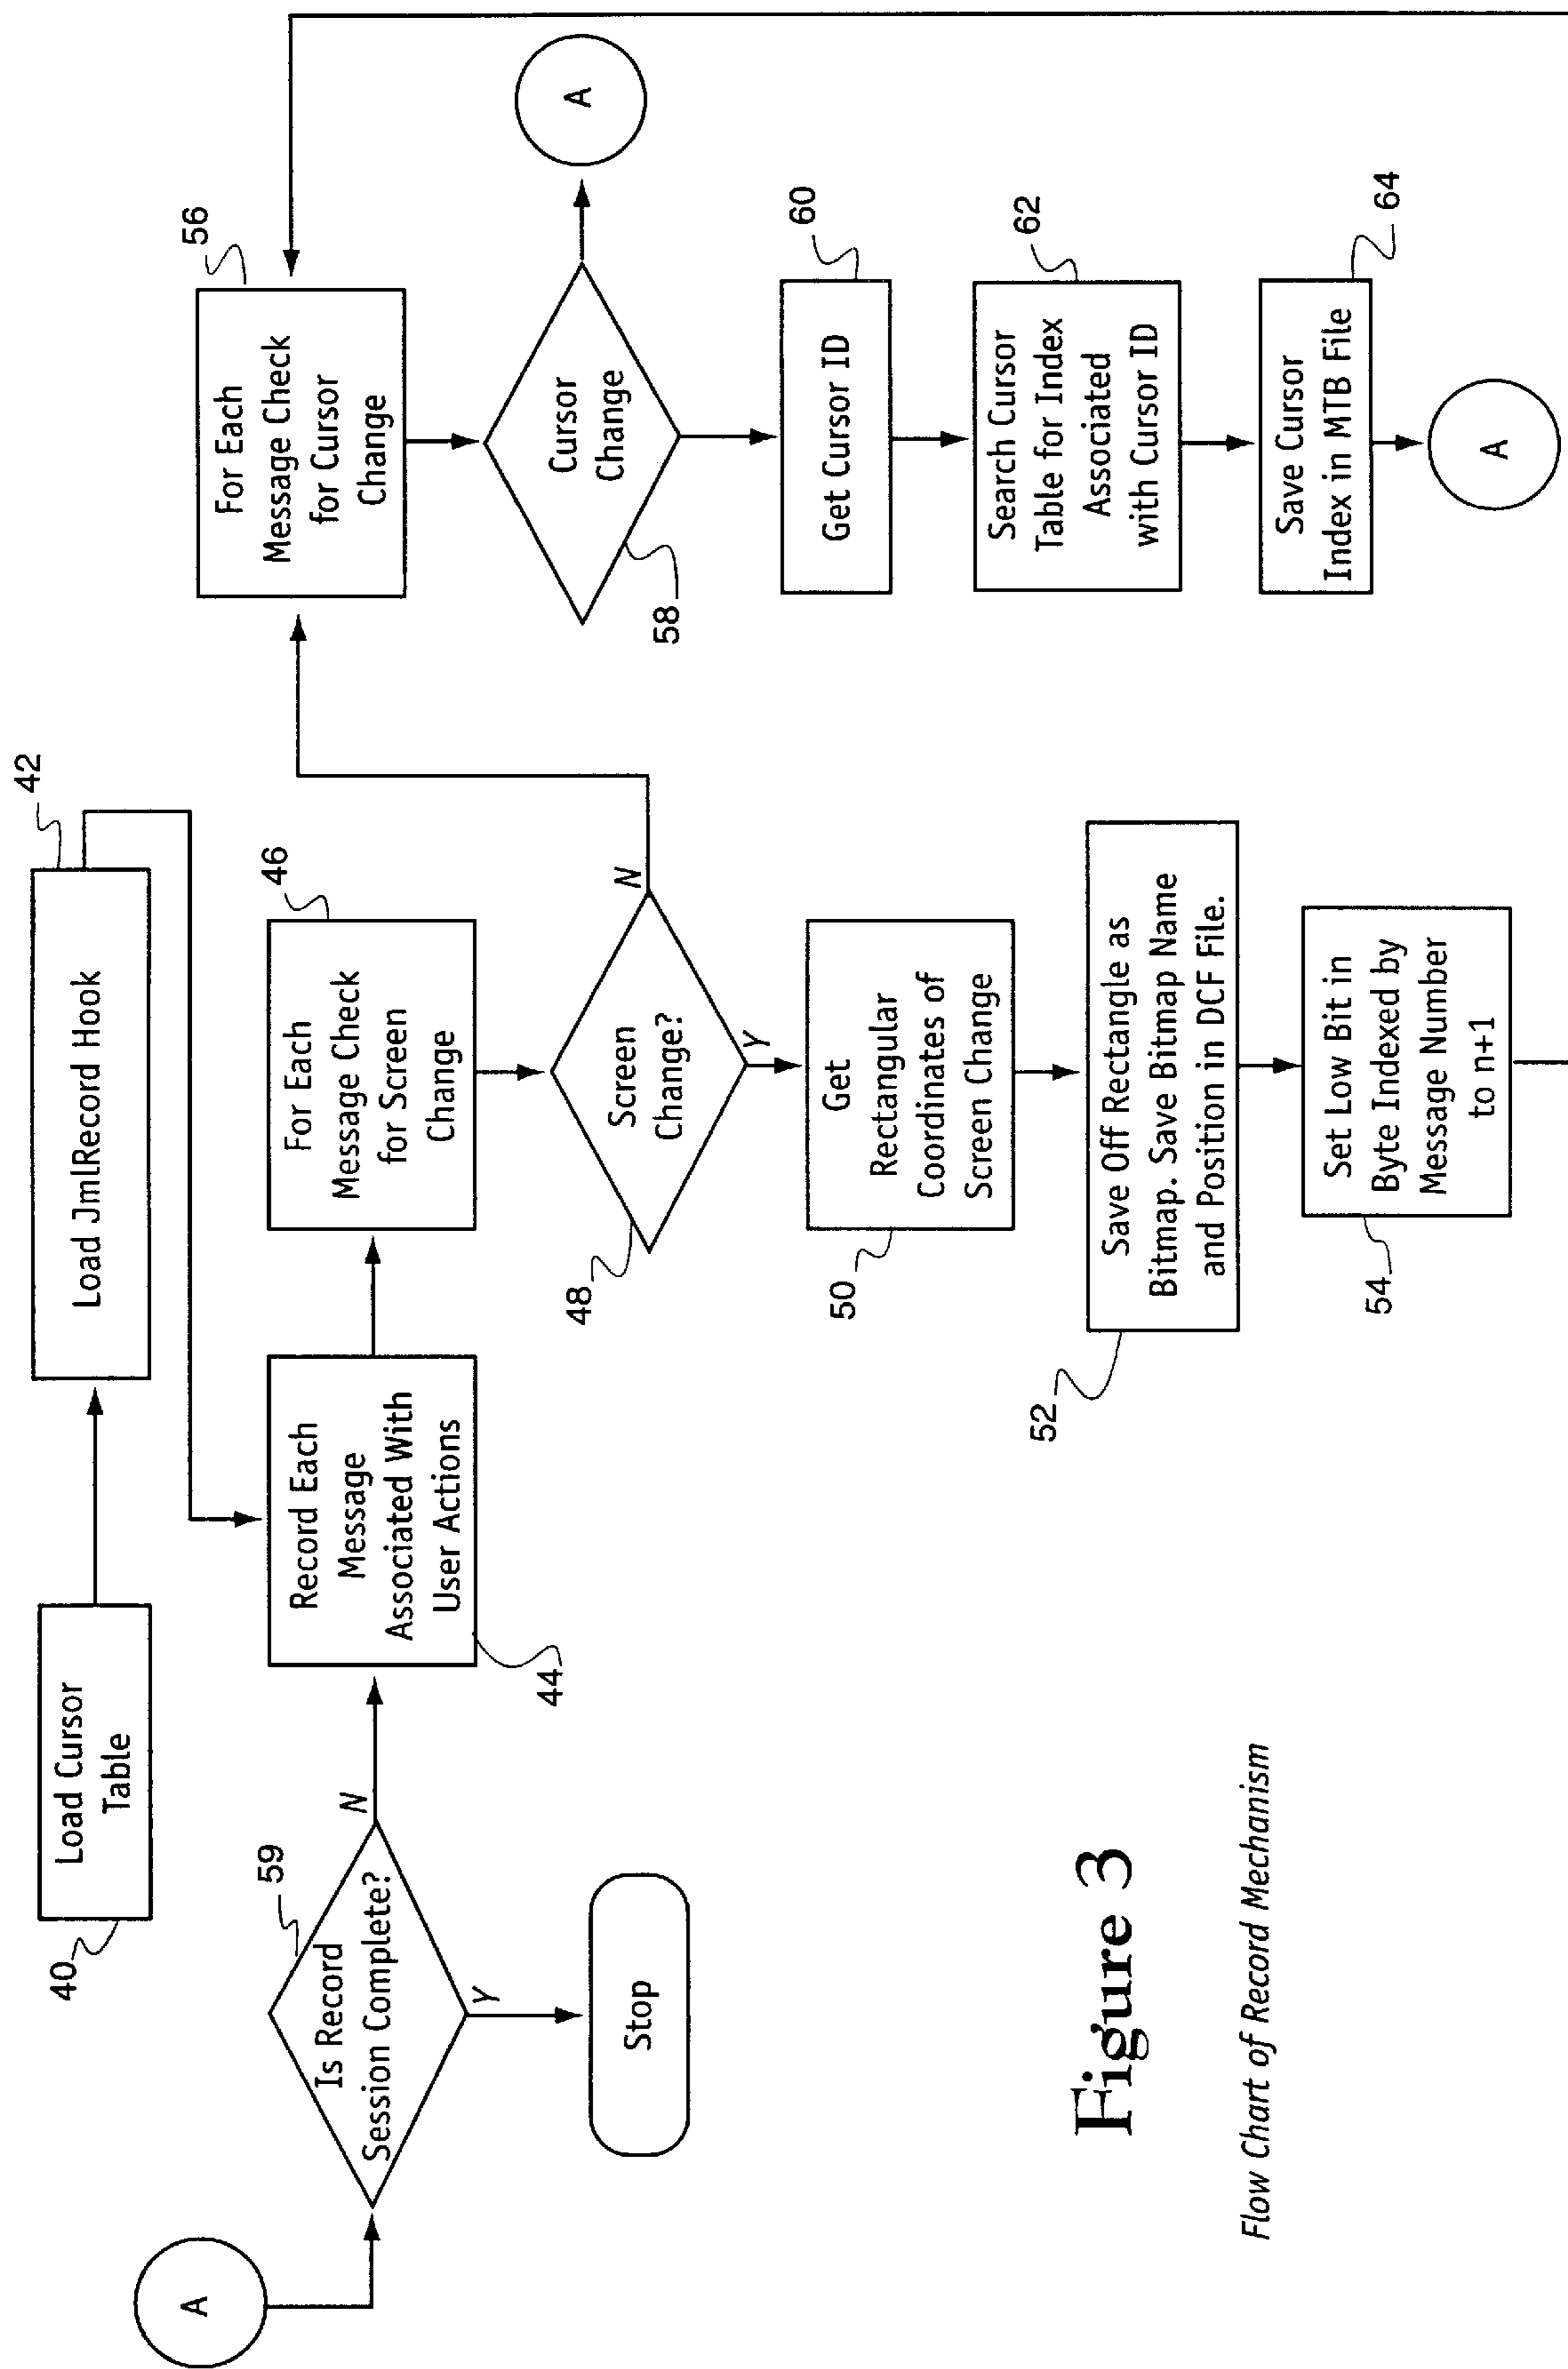 40
Load Cursor
Table
42
Load JmlRecord Hook
A
59
Is Record
Session Complete?
N
Y
Stop
44
Record Each
Message
Associated With
User Actions
46
For Each
Message Check
for Screen
Change
48
Screen
Change?
N
Y
50
Get
Rectangular
Coordinates of
Screen Change
52
Save Off Rectangle as
Bitmap. Save Bitmap Name
and Position in DCF File.
54
Set Low Bit in
Byte Indexed by
Message Number
to n+1
56
For Each
Message Check
for Cursor
Change
58
Cursor
Change
A
60
Get Cursor ID
62
Search Cursor
Table for Index
Associated
with Cursor ID
64
Save Cursor
Index in MTB File
A
Figure 3
Flow Chart of Record Mechanism